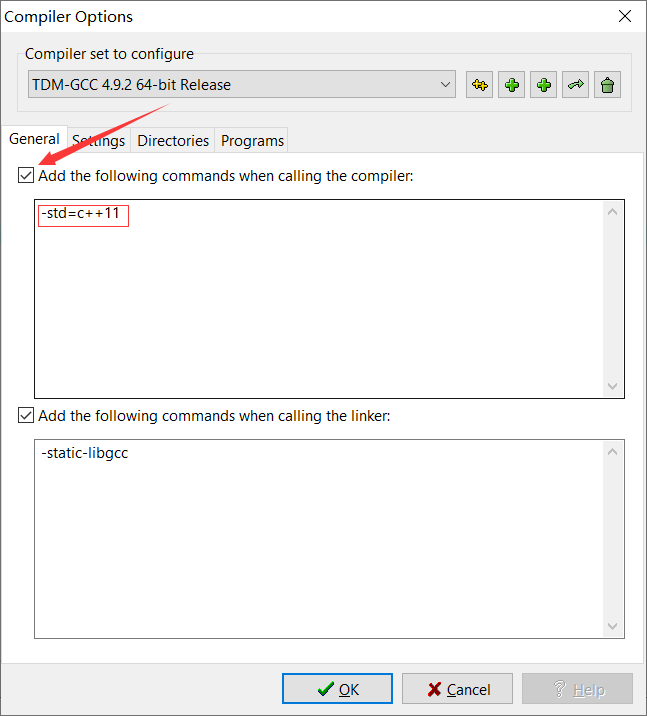 Compiler Options
Compiler set to configure
TDM-GCC 4.9.2 64-bit Release
General Settings Directories Programs
Add the following commands when calling the compiler:
-std=c++11
Add the following commands when calling the linker:
-static-libgcc
OK Cancel Help